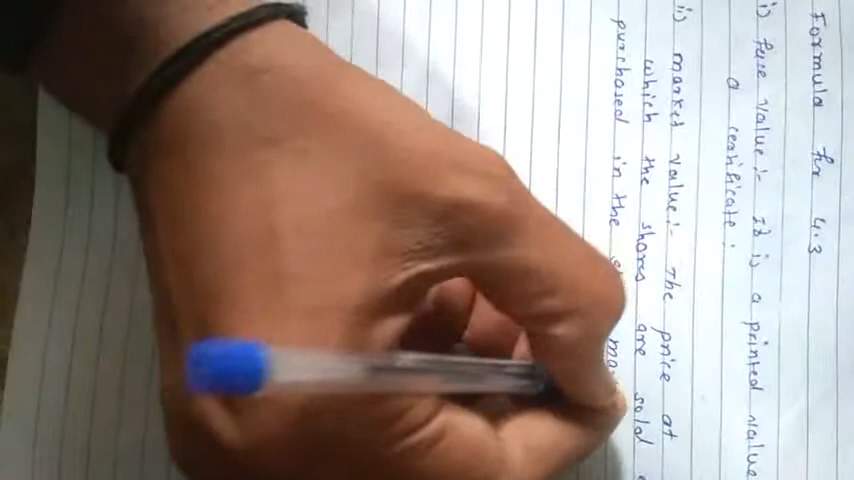 Formula for 4.3
i) face value:- It is a printed value
a certificate.
ii) market value:- The price at
which the shares are sold
purchased in the